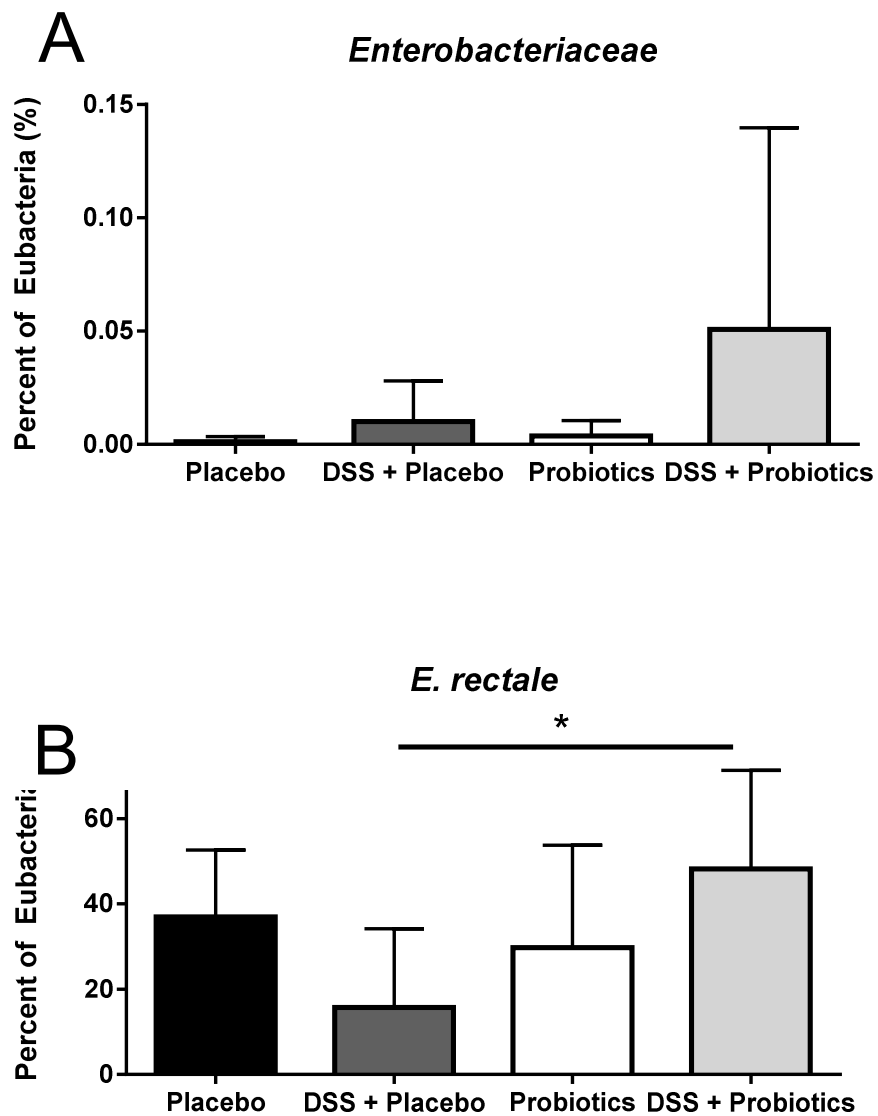 A
Enterobacteriaceae
Percent of Eubacteria (%)
0.15
0.10
0.05
0.00
Placebo DSS + Placebo Probiotics DSS + Probiotics
E. rectale
*
B
Percent of Eubacteria
60
40
20
0
Placebo DSS + Placebo Probiotics DSS + Probiotics